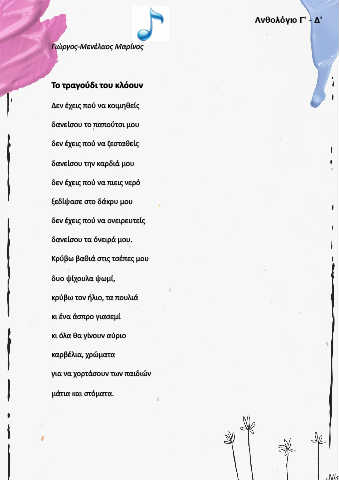 Ανθολόγιο Γ' - Δ'
Γιώργος-Μενέλαος Μαρίνος
Το τραγούδι του κλόουν
Δεν έχεις πού να κοιμηθείς
δανείσου το παπούτσι μου
δεν έχεις πού να ζεσταθείς
δανείσου την καρδιά μου
δεν έχεις πού να πιεις νερό
ξεδίψασε στο δάκρυ μου
δεν έχεις πού να ονειρευτείς
δανείσου τα όνειρά μου.
Κρύβω βαθιά στις τσέπες μου
δυο ψίχουλα ψωμί,
κρύβω τον ήλιο, τα πουλιά
κι ένα άσπρο γιασεμί
κι όλα θα γίνουν αύριο
καρβέλια, χρώματα
για να χορτάσουν των παιδιών
μάτια και στόματα.